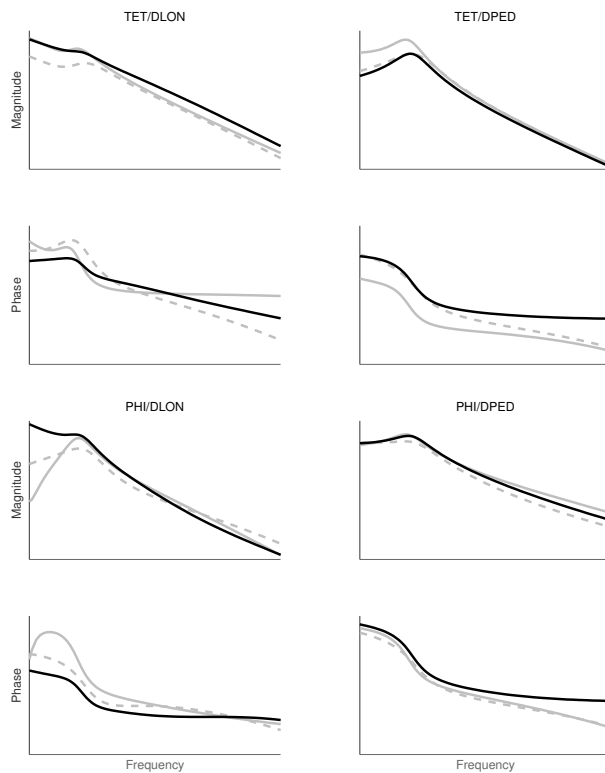 TET/DLON
TET/DPED
Magnitude
Phase
PHI/DLON
PHI/DPED
Magnitude
Phase
Frequency
Frequency